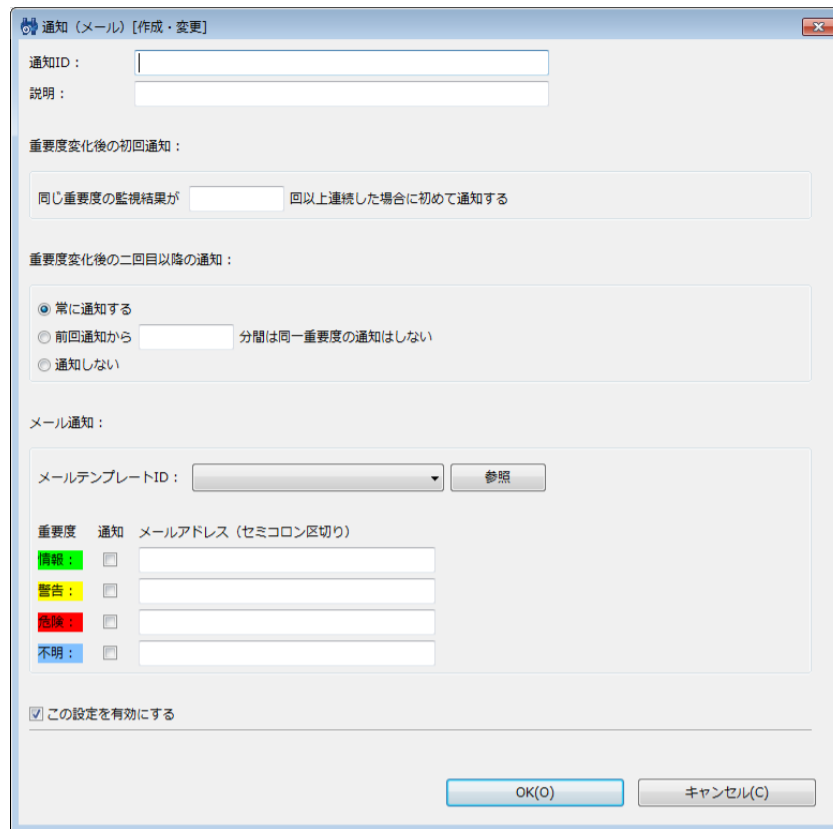 通知（メール）[作成・変更]
通知ID：
説明：
重要度変化後の初回通知：
同じ重要度の監視結果が 回以上連続した場合に初めて通知する
重要度変化後の二回目以降の通知：
常に通知する
前回通知から 分間は同一重要度の通知はしない
通知しない
メール通知：
メールテンプレートID： 参照
重要度 通知 メールアドレス（セミコロン区切り）
情報：
警告：
危険：
不明：
この設定を有効にする
OK(O) キャンセル(C)